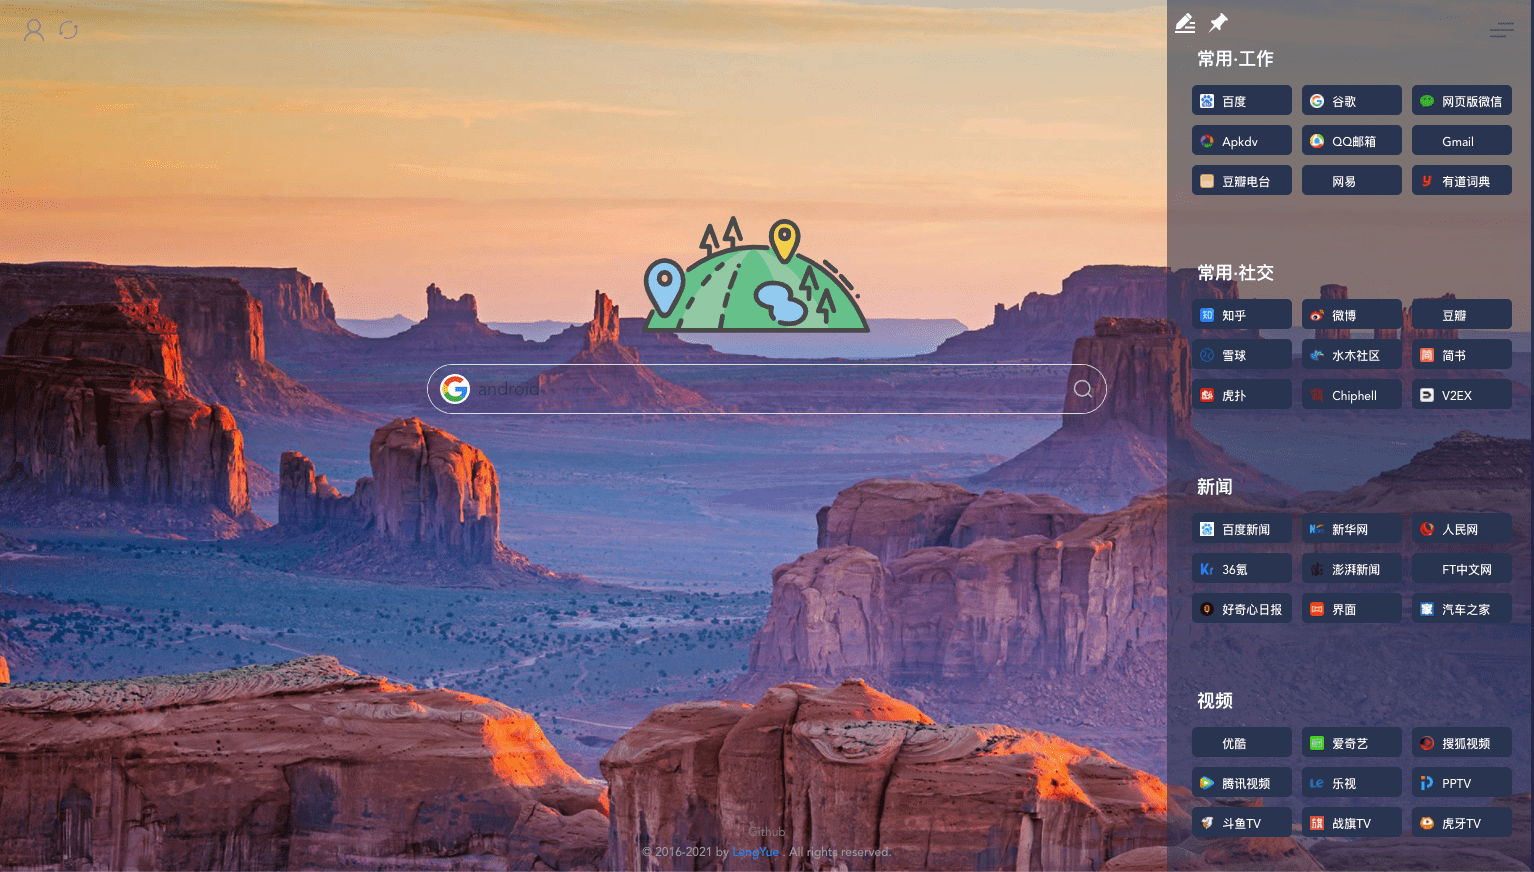 常用·工作
百度
谷歌
网页版微信
Apkdv
QQ邮箱
Gmail
豆瓣电台
网易
有道词典
常用·社交
知乎
微博
豆瓣
雪球
水木社区
简书
虎扑
Chiphell
V2EX
android
新闻
百度新闻
新华网
人民网
36氪
澎湃新闻
FT中文网
好奇心日报
界面
汽车之家
视频
优酷
爱奇艺
搜狐视频
腾讯视频
乐视
PPTV
斗鱼TV
战旗TV
虎牙TV
Github
© 2016-2021 by LengYue . All rights reserved.